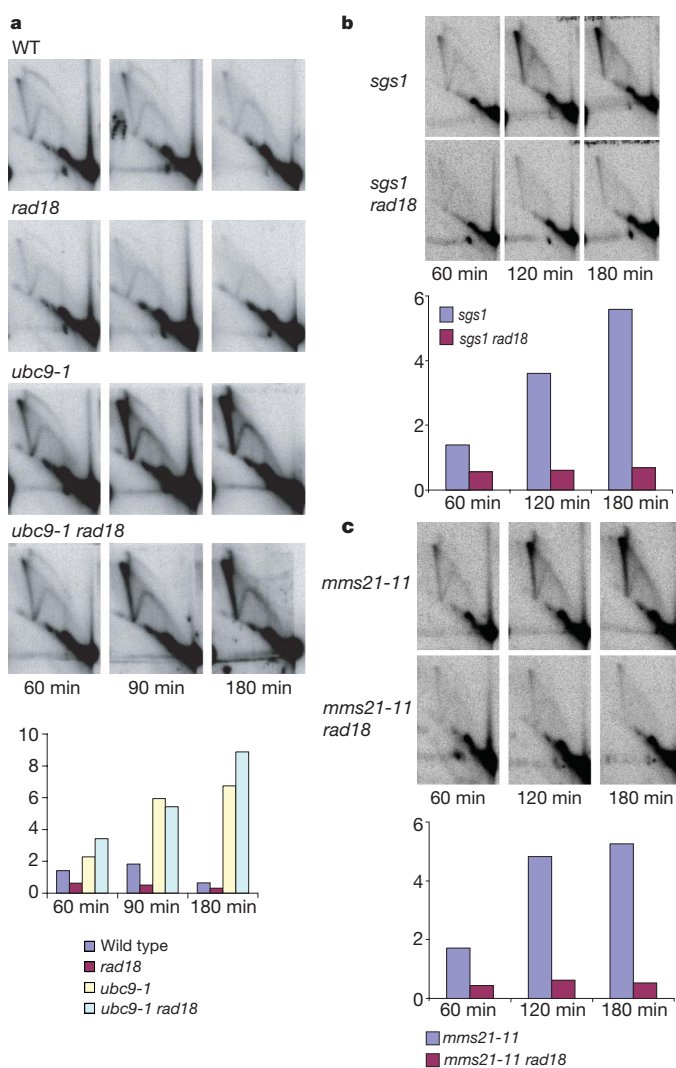 a
WT
rad18
ubc9-1
ubc9-1 rad18
60 min 90 min 180 min
10
8
6
4
2
0
60 min 90 min 180 min
Wild type
rad18
ubc9-1
ubc9-1 rad18
b
sgs1
sgs1
rad18
60 min 120 min 180 min
6
4
2
0
sgs1
sgs1 rad18
60 min 120 min 180 min
c
mms21-11
mms21-11
rad18
60 min 120 min 180 min
6
4
2
0
60 min 120 min 180 min
mms21-11
mms21-11 rad18